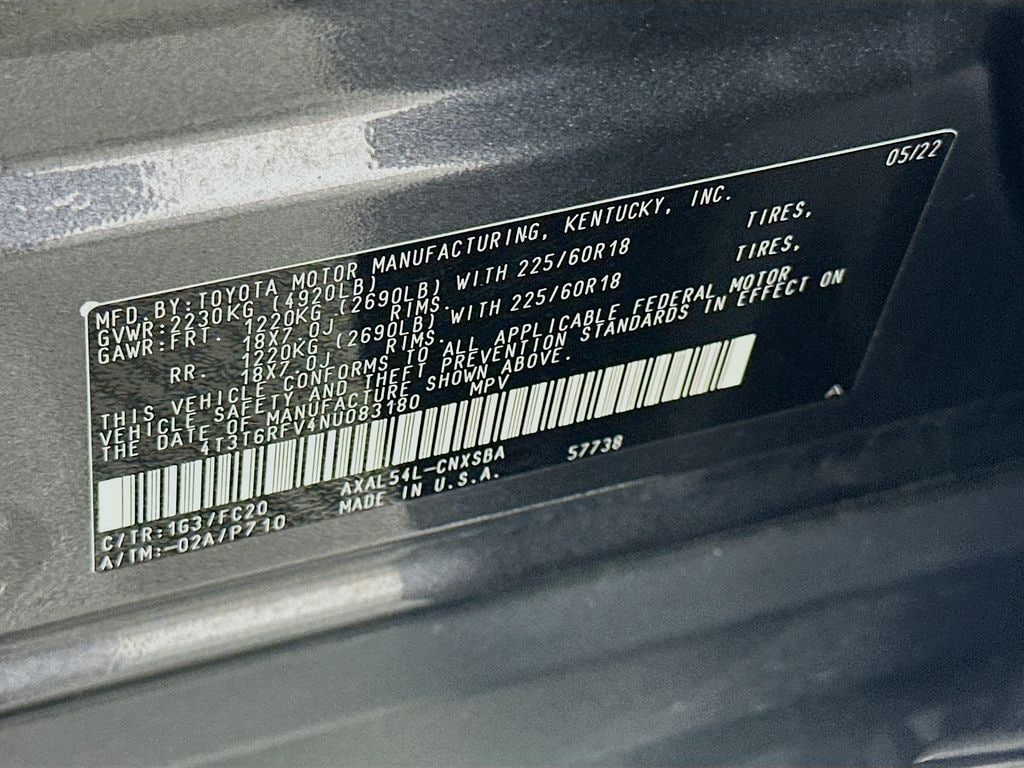 05/22
MFD. BY: TOYOTA MOTOR MANUFACTURING, KENTUCKY, INC.
GVWR: 2230KG (4920LB)
GAWR: FRT. 1220KG (2690LB) WITH 225/60R18 TIRES,
18X7.0J RIMS.
RR. 1220KG (2690LB) WITH 225/60R18 TIRES,
18X7.0J RIMS.
THIS VEHICLE CONFORMS TO ALL APPLICABLE FEDERAL MOTOR
VEHICLE SAFETY AND THEFT PREVENTION STANDARDS IN EFFECT ON
THE DATE OF MANUFACTURE SHOWN ABOVE.
4T3T6RFV4NU083180 MPV
C/TR: 1G3/FC20 AXAL54L-CNXSBA 57738
A/TM: -02A/P710 MADE IN U.S.A.